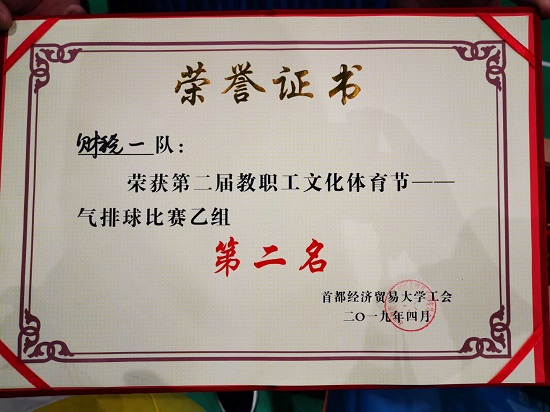 荣誉证书
财税一队：
荣获第二届教职工文化体育节——
气排球比赛乙组
第二名
首都经济贸易大学工会
二〇一九年四月